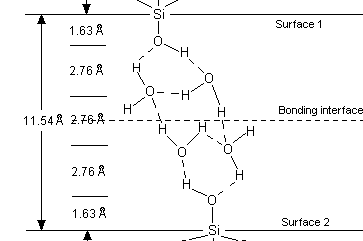 Si
Surface 1
1.63 Å
O H
H
2.76 Å
O
O H
H
H
11.54 Å
2.76 Å
Bonding interface
H H H
O
O
2.76 Å
H H
O
1.63 Å
Surface 2
Si